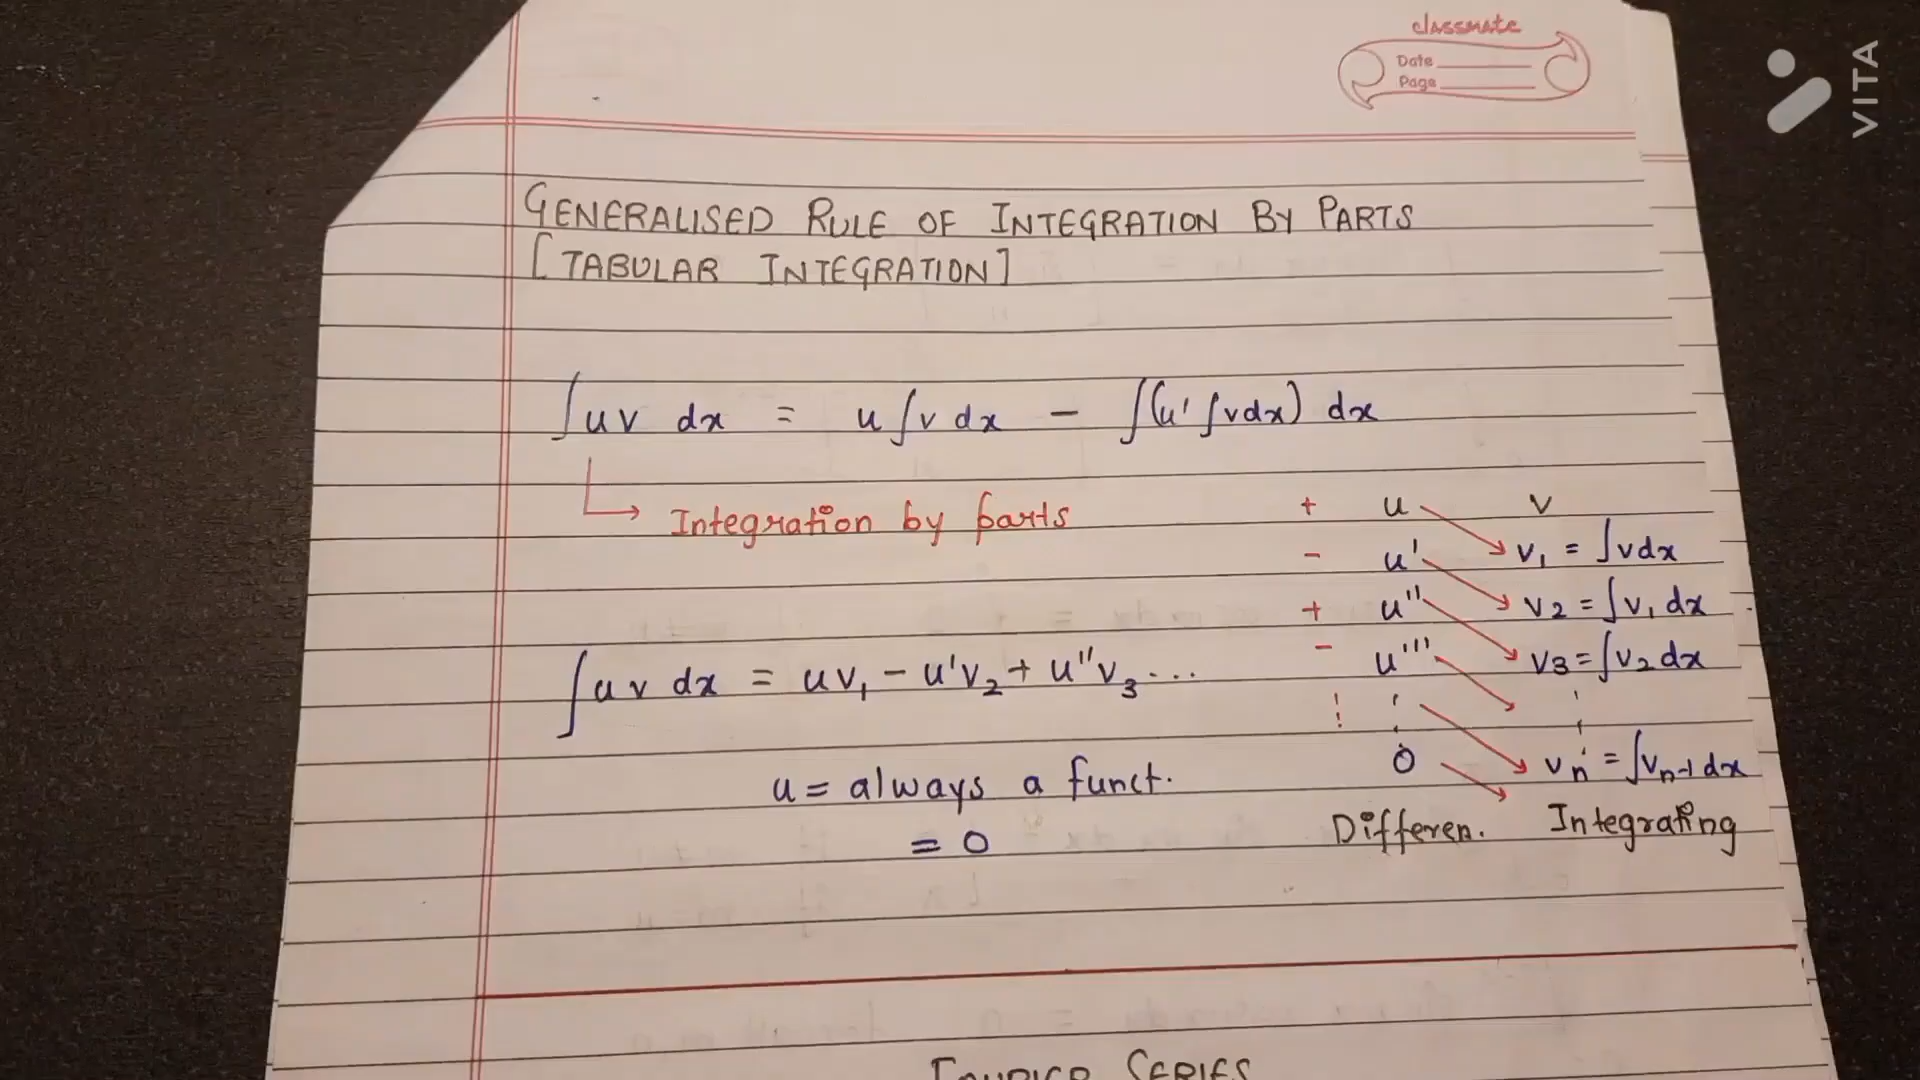 classmate
Date
Page
VITA
GENERALISED RULE OF INTEGRATION BY PARTS
[TABULAR INTEGRATION]
∫uv dx = u∫v dx - ∫(u' ∫vdx) dx
Integration by parts
+ u v
- u' v₁ = ∫vdx
+ u'' v₂ = ∫v₁ dx
- u''' v₃ = ∫v₂ dx
∫uv dx = uv₁ - u'v₂ + u''v₃ ...
0 vₙ = ∫vₙ₋₁ dx
u = always a funct.
= 0
Differen. Integrating
FOURIER SERIES